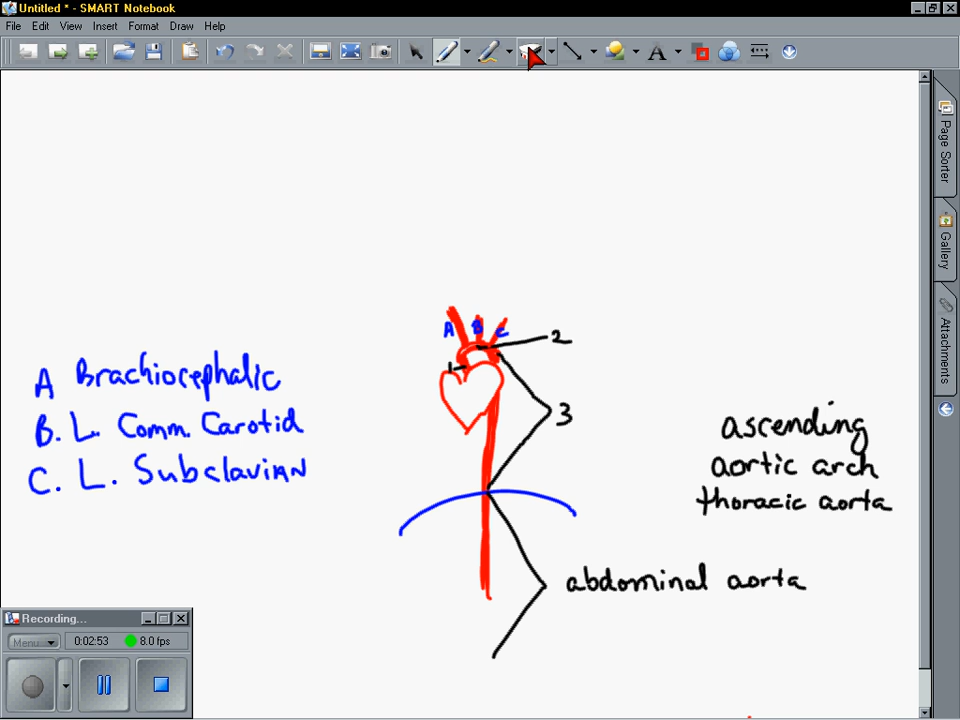 Untitled * - SMART Notebook
File Edit View Insert Format Draw Help
Page Sorter
Gallery
Attachments
A B C
2
1
3
A Brachiocephalic
B. L. Comm. Carotid
C. L. Subclavian
ascending
aortic arch
thoracic aorta
abdominal aorta
Recording...
Menu 0:02:53 8.0 fps